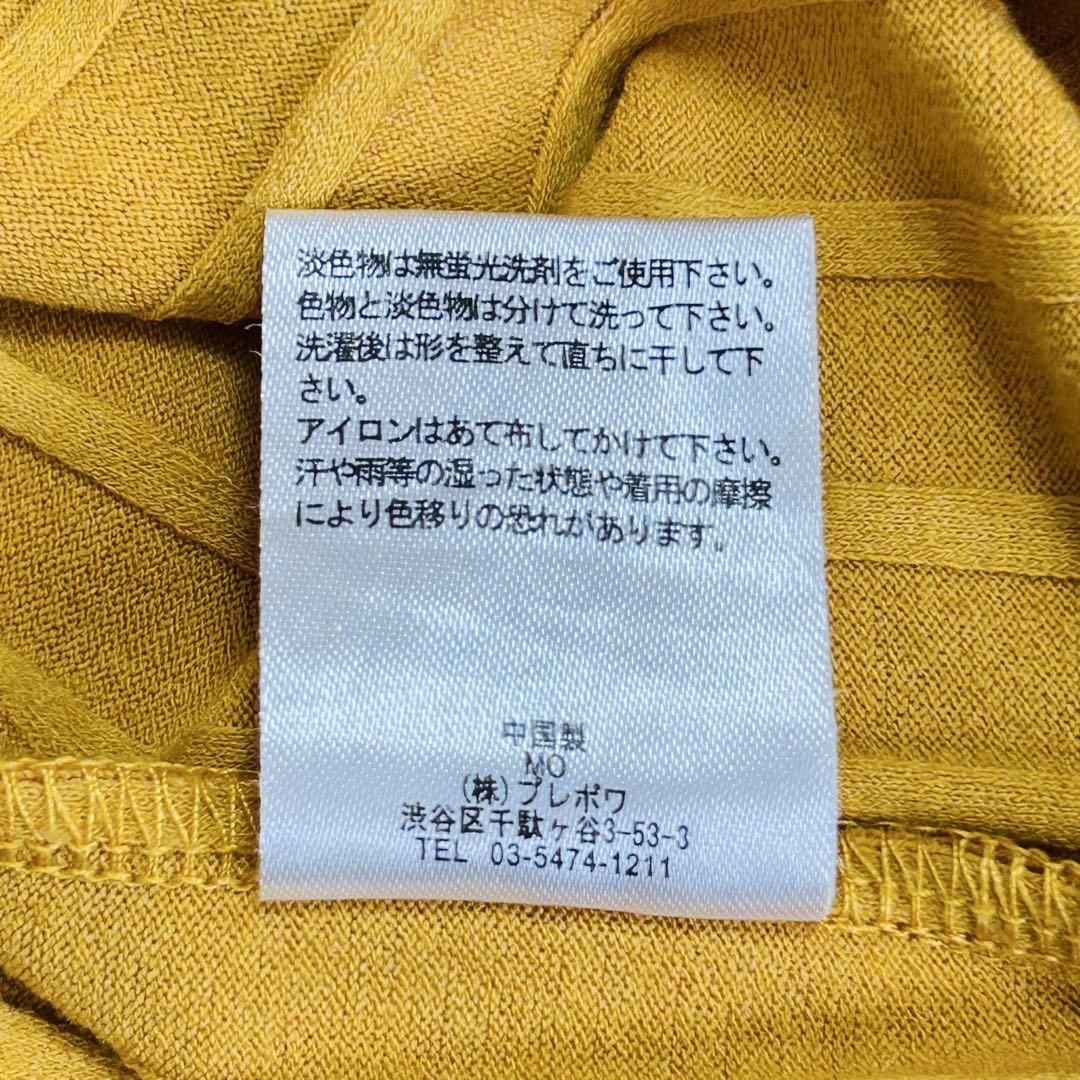 淡色物は無蛍光洗剤をご使用下さい。
色物と淡色物は分けて洗って下さい。
洗濯後は形を整えて直ちに干して下
さい。
アイロンはあて布してかけて下さい。
汗や雨等の湿った状態や着用の摩擦
により色移りの恐れがあります。
中国製
MO
(株)プレポワ
渋谷区千駄ヶ谷3-53-3
TEL 03-5474-1211